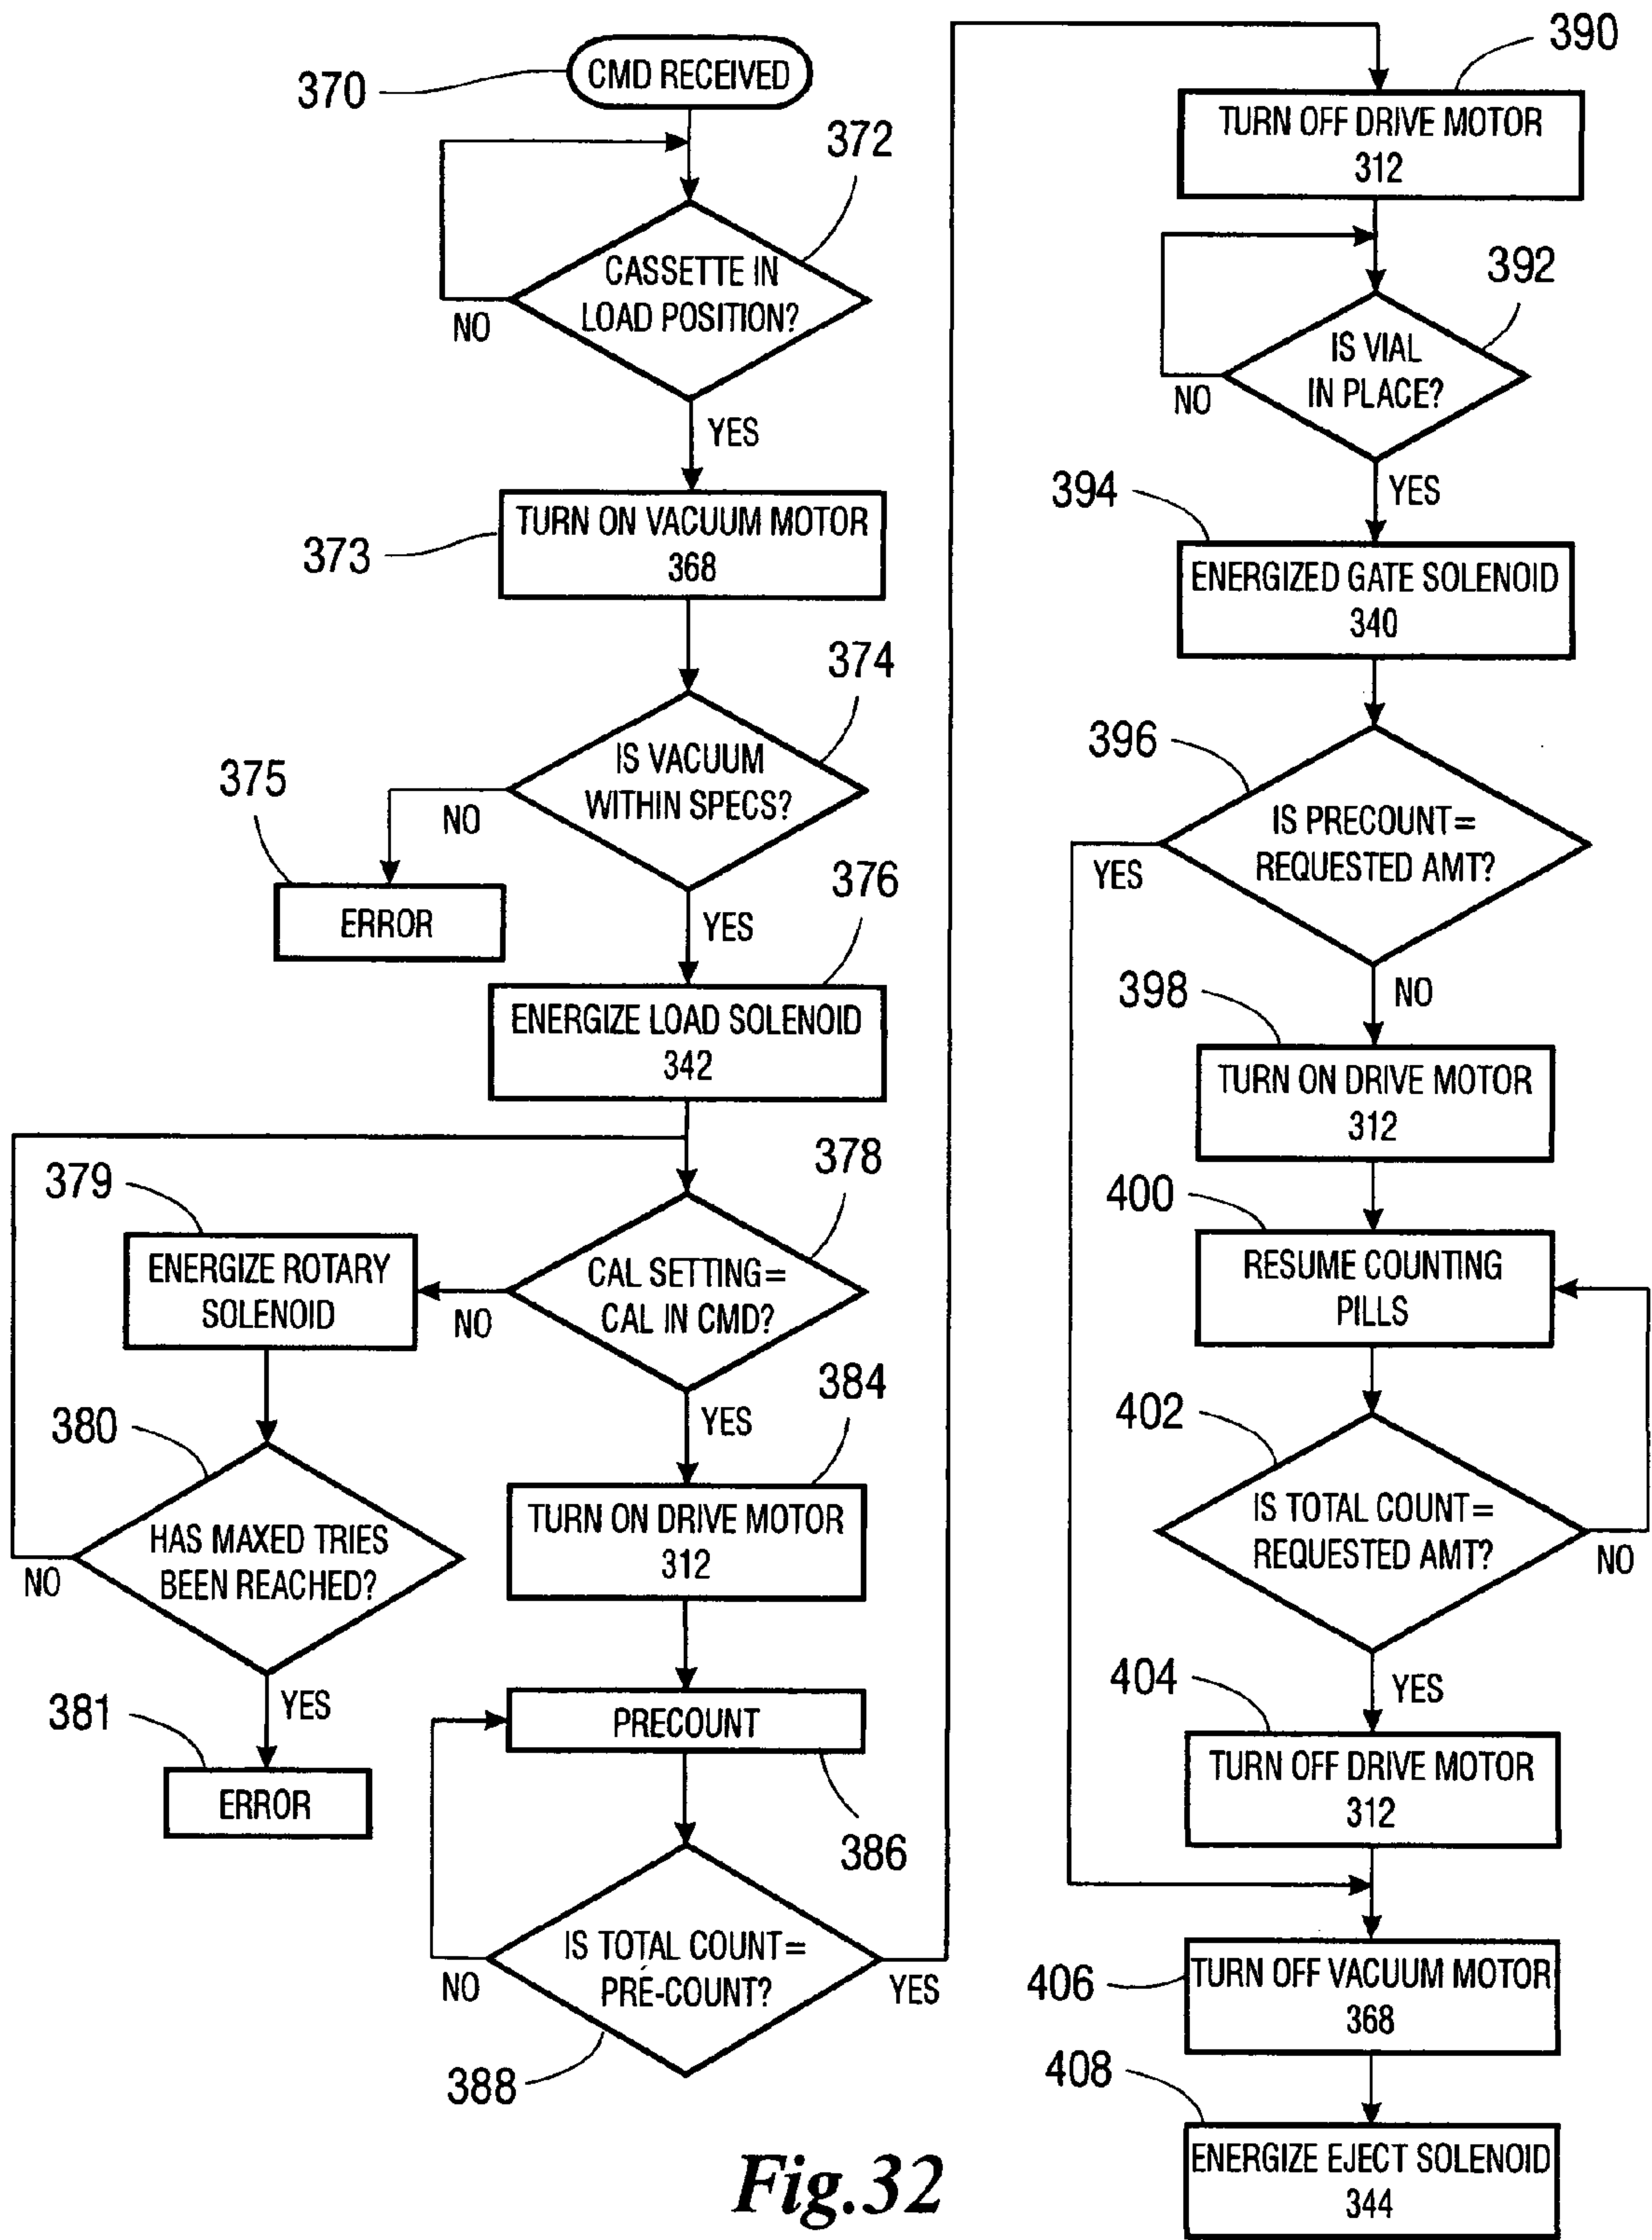 370
CMD RECEIVED
372
CASSETTE IN
LOAD POSITION?
NO
YES
373
TURN ON VACUUM MOTOR
368
374
IS VACUUM
WITHIN SPECS?
NO
375
ERROR
YES
376
ENERGIZE LOAD SOLENOID
342
378
CAL SETTING=
CAL IN CMD?
NO
379
ENERGIZE ROTARY
SOLENOID
380
HAS MAXED TRIES
BEEN REACHED?
NO
YES
381
ERROR
YES
384
TURN ON DRIVE MOTOR
312
PRECOUNT
386
IS TOTAL COUNT=
PRE-COUNT?
NO
YES
388
390
TURN OFF DRIVE MOTOR
312
392
IS VIAL
IN PLACE?
NO
YES
394
ENERGIZED GATE SOLENOID
340
396
IS PRECOUNT=
REQUESTED AMT?
YES
NO
398
TURN ON DRIVE MOTOR
312
400
RESUME COUNTING
PILLS
402
IS TOTAL COUNT=
REQUESTED AMT?
NO
YES
404
TURN OFF DRIVE MOTOR
312
406
TURN OFF VACUUM MOTOR
368
408
ENERGIZE EJECT SOLENOID
344
Fig.32